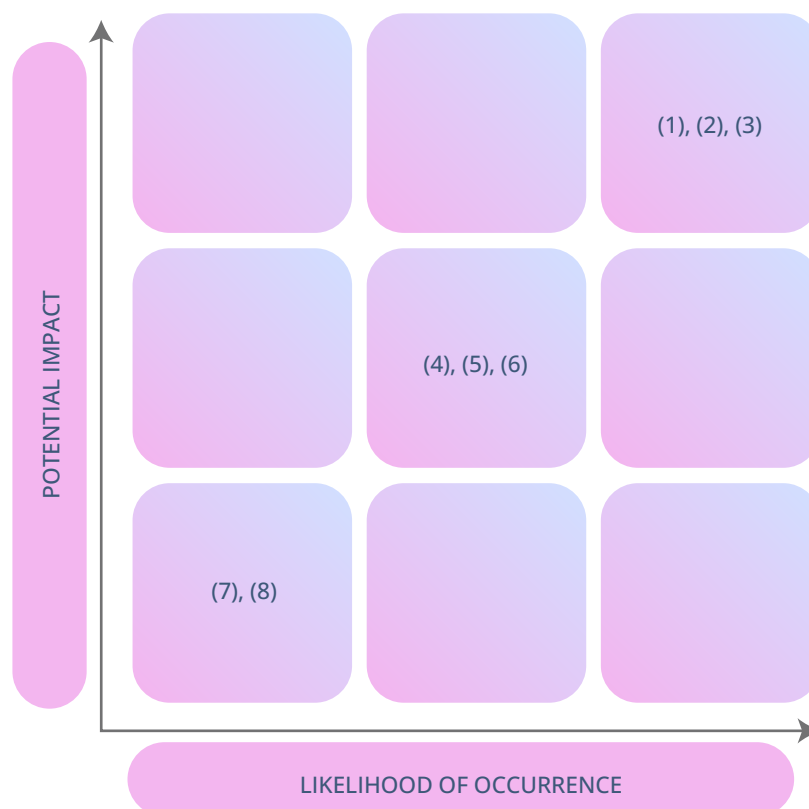 (1), (2), (3)
POTENTIAL IMPACT
(4), (5), (6)
(7), (8)
LIKELIHOOD OF OCCURRENCE